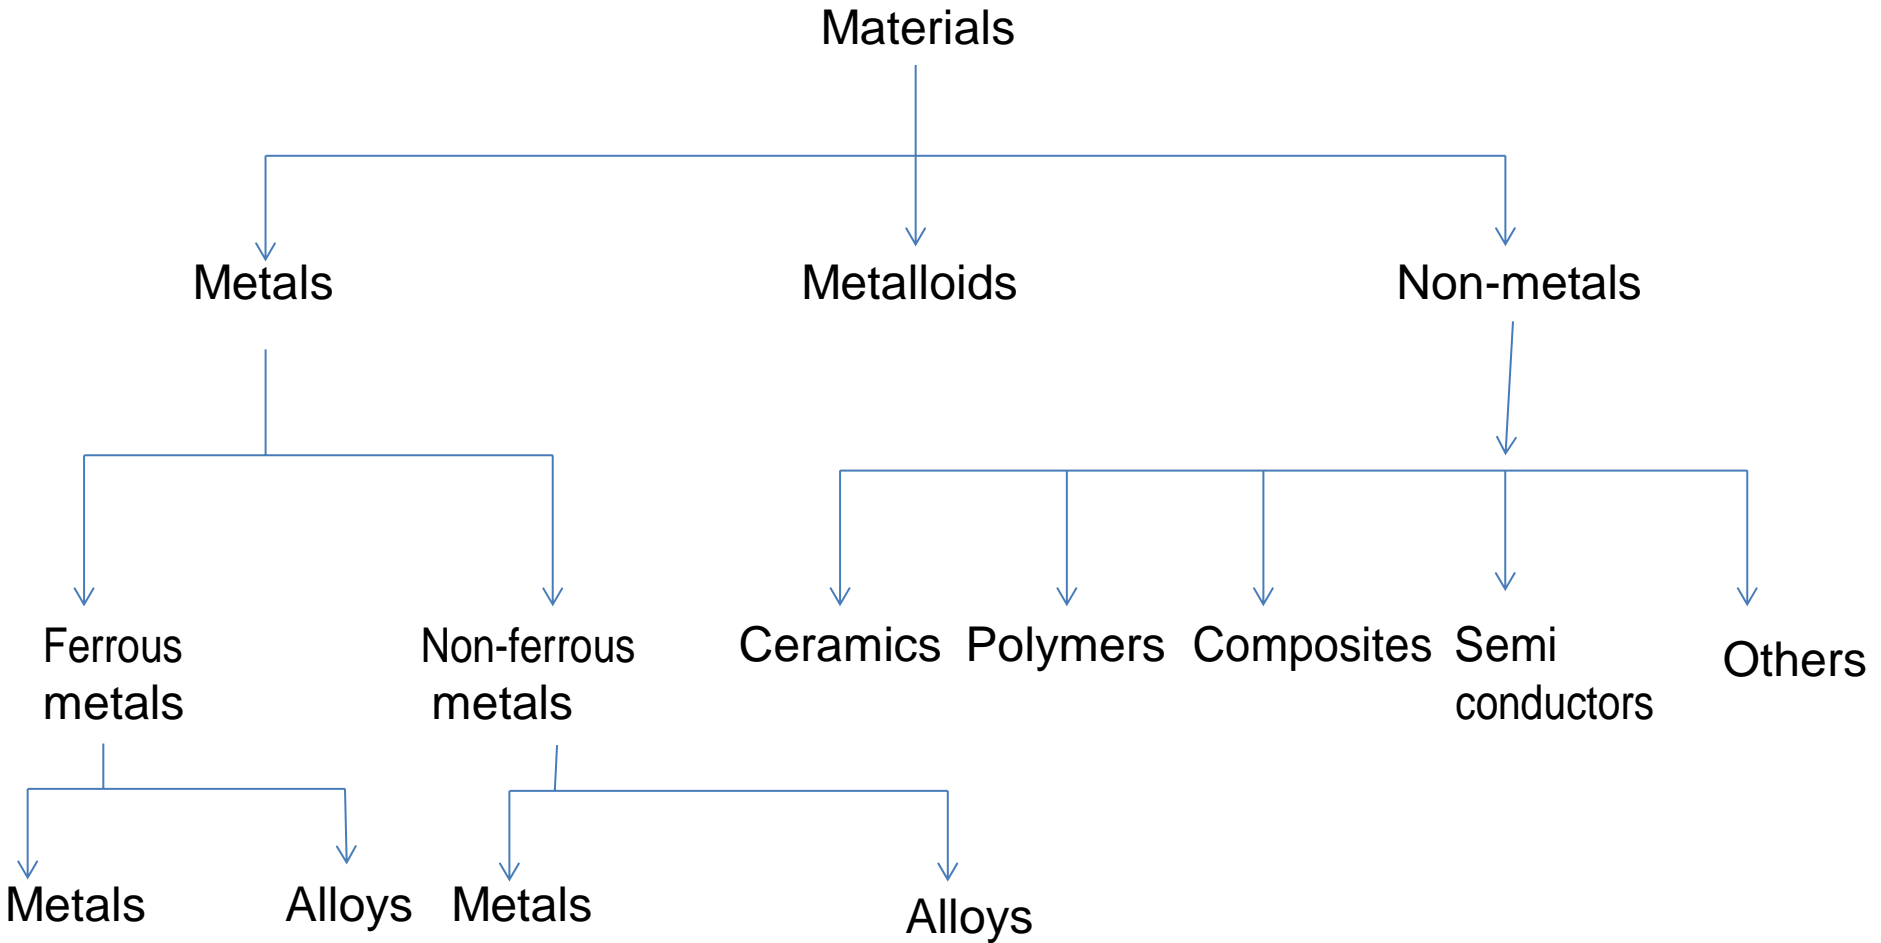 Materials
Metals
Metalloids
Non-metals
Ferrous
metals
Non-ferrous
metals
Ceramics
Polymers
Composites
Semi
conductors
Others
Metals
Alloys
Metals
Alloys